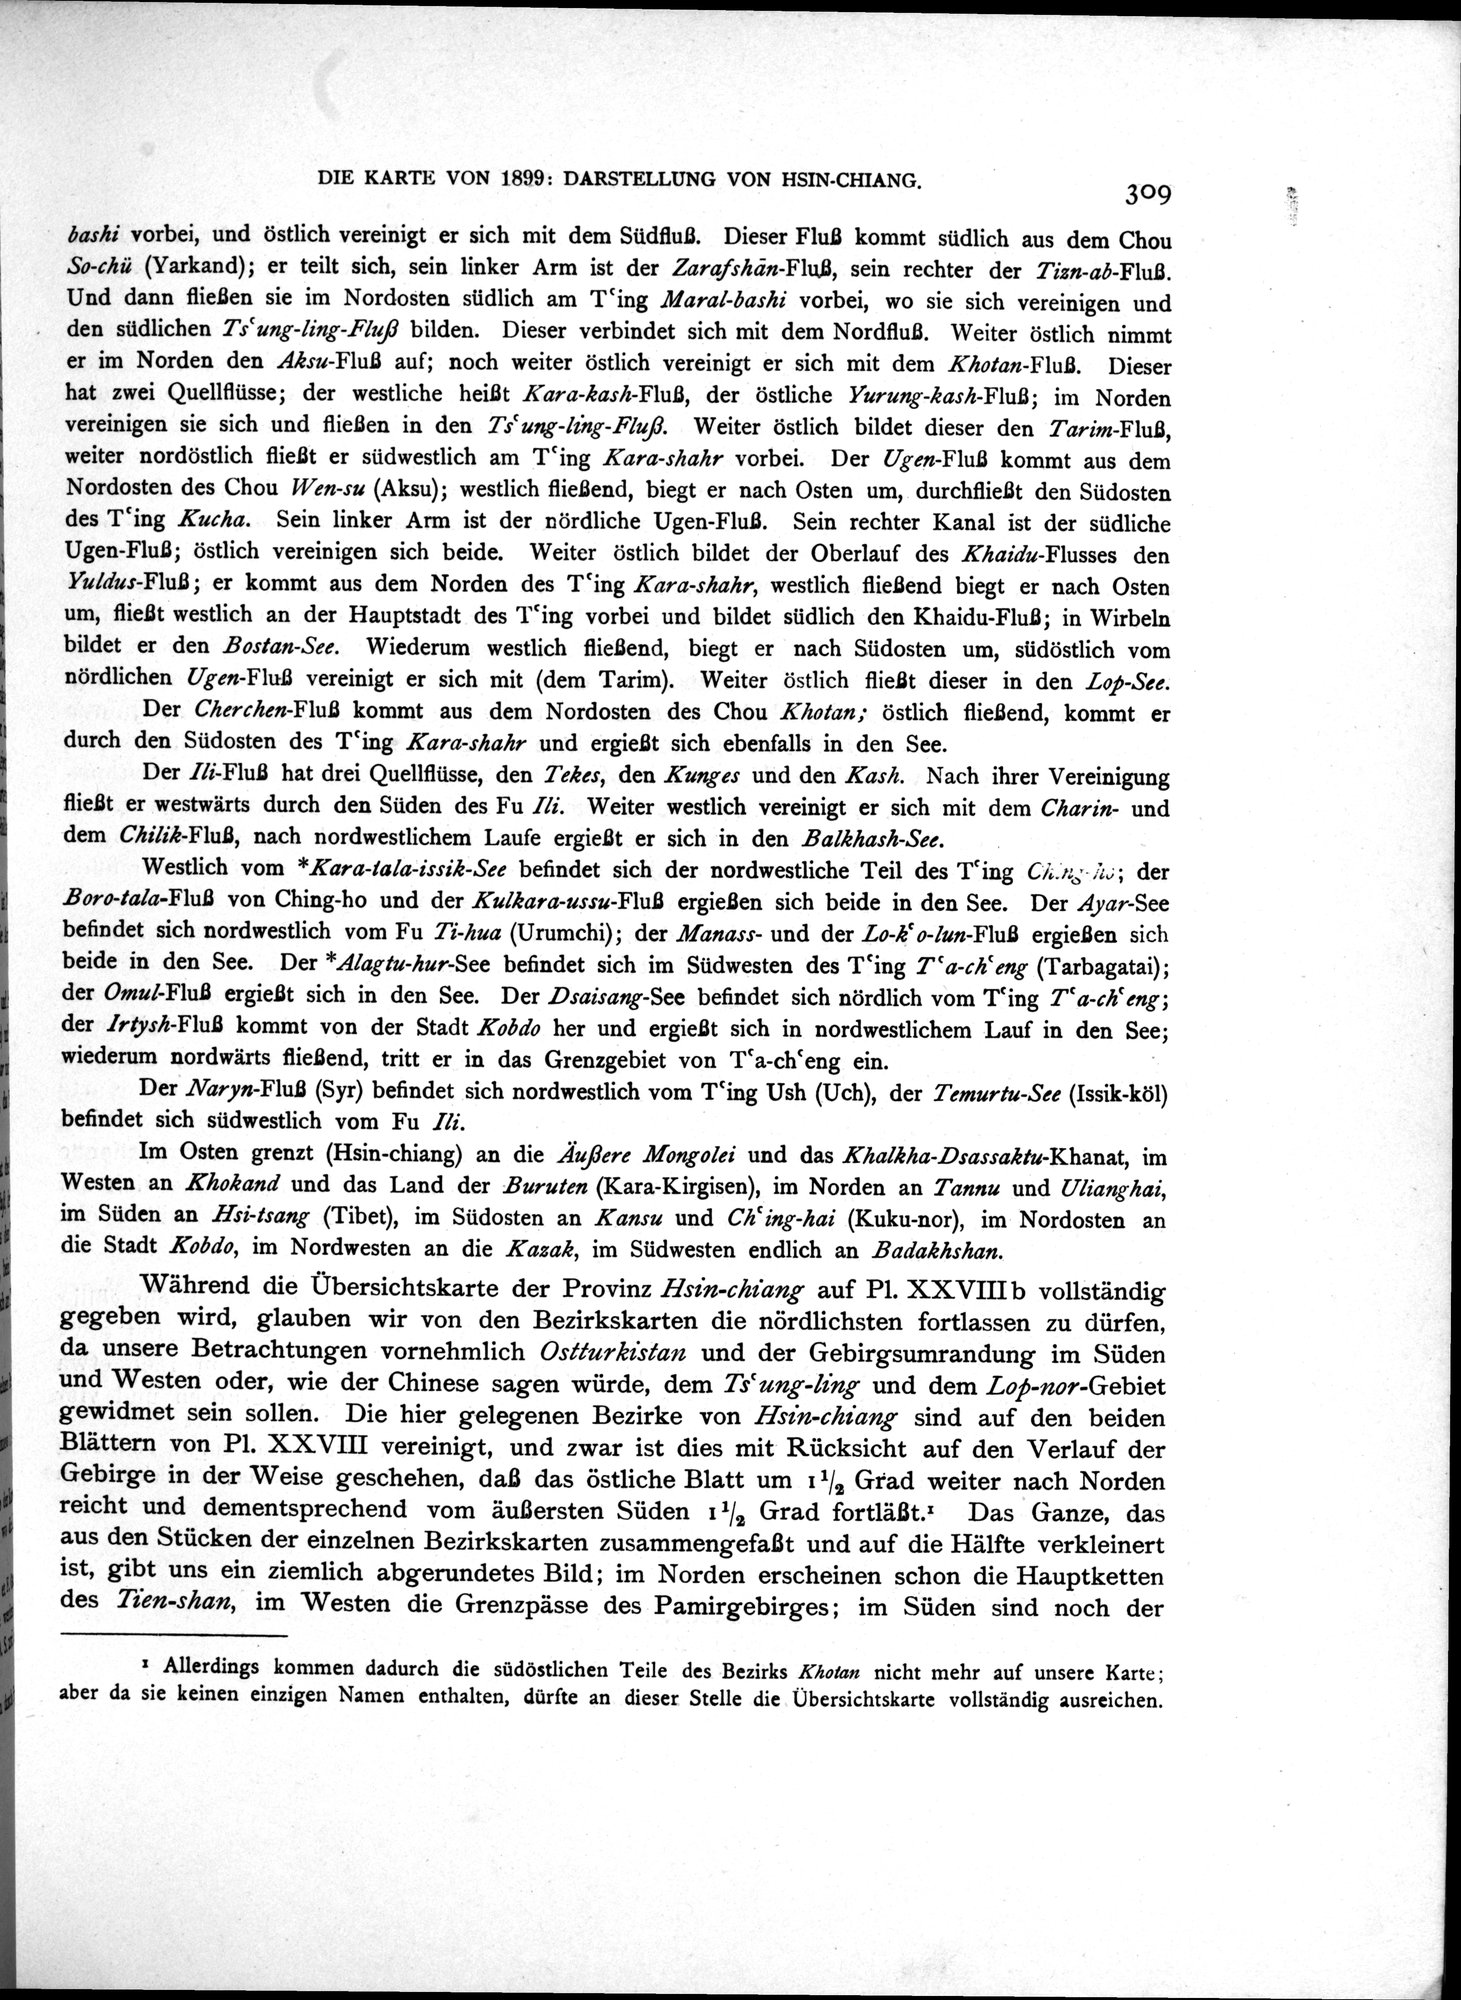 DIE KARTE VON 1899: DARSTELLUNG VON HSIN-CHIANG.
309
bashi vorbei, und östlich vereinigt er sich mit dem Südfluß. Dieser Fluß kommt südlich aus dem Chou
So-chü (Yarkand); er teilt sich, sein linker Arm ist der Zarafshān-Fluß, sein rechter der Tizn-ab-Fluß.
Und dann fließen sie im Nordosten südlich am Tʿing Maral-bashi vorbei, wo sie sich vereinigen und
den südlichen Tsʿung-ling-Fluß bilden. Dieser verbindet sich mit dem Nordfluß. Weiter östlich nimmt
er im Norden den Aksu-Fluß auf; noch weiter östlich vereinigt er sich mit dem Khotan-Fluß. Dieser
hat zwei Quellflüsse; der westliche heißt Kara-kash-Fluß, der östliche Yurung-kash-Fluß; im Norden
vereinigen sie sich und fließen in den Tsʿung-ling-Fluß. Weiter östlich bildet dieser den Tarim-Fluß,
weiter nordöstlich fließt er südwestlich am Tʿing Kara-shahr vorbei. Der Ugen-Fluß kommt aus dem
Nordosten des Chou Wen-su (Aksu); westlich fließend, biegt er nach Osten um, durchfließt den Südosten
des Tʿing Kucha. Sein linker Arm ist der nördliche Ugen-Fluß. Sein rechter Kanal ist der südliche
Ugen-Fluß; östlich vereinigen sich beide. Weiter östlich bildet der Oberlauf des Khaidu-Flusses den
Yuldus-Fluß; er kommt aus dem Norden des Tʿing Kara-shahr, westlich fließend biegt er nach Osten
um, fließt westlich an der Hauptstadt des Tʿing vorbei und bildet südlich den Khaidu-Fluß; in Wirbeln
bildet er den Bostan-See. Wiederum westlich fließend, biegt er nach Südosten um, südöstlich vom
nördlichen Ugen-Fluß vereinigt er sich mit (dem Tarim). Weiter östlich fließt dieser in den Lop-See.
Der Cherchen-Fluß kommt aus dem Nordosten des Chou Khotan; östlich fließend, kommt er
durch den Südosten des Tʿing Kara-shahr und ergießt sich ebenfalls in den See.
Der Ili-Fluß hat drei Quellflüsse, den Tekes, den Kunges und den Kash. Nach ihrer Vereinigung
fließt er westwärts durch den Süden des Fu Ili. Weiter westlich vereinigt er sich mit dem Charin- und
dem Chilik-Fluß, nach nordwestlichem Laufe ergießt er sich in den Balkhash-See.
Westlich vom *Kara-tala-issik-See befindet sich der nordwestliche Teil des Tʿing Ching-ho; der
Boro-tala-Fluß von Ching-ho und der Kulkara-ussu-Fluß ergießen sich beide in den See. Der Ayar-See
befindet sich nordwestlich vom Fu Ti-hua (Urumchi); der Manass- und der Lo-kʿo-lun-Fluß ergießen sich
beide in den See. Der *Alagtu-hur-See befindet sich im Südwesten des Tʿing Tʿa-chʿeng (Tarbagatai);
der Omul-Fluß ergießt sich in den See. Der Dsaisang-See befindet sich nördlich vom Tʿing Tʿa-chʿeng;
der Irtysh-Fluß kommt von der Stadt Kobdo her und ergießt sich in nordwestlichem Lauf in den See;
wiederum nordwärts fließend, tritt er in das Grenzgebiet von Tʿa-chʿeng ein.
Der Naryn-Fluß (Syr) befindet sich nordwestlich vom Tʿing Ush (Uch), der Temurtu-See (Issik-köl)
befindet sich südwestlich vom Fu Ili.
Im Osten grenzt (Hsin-chiang) an die Äußere Mongolei und das Khalkha-Dsassaktu-Khanat, im
Westen an Khokand und das Land der Buruten (Kara-Kirgisen), im Norden an Tannu und Ulianghai,
im Süden an Hsi-tsang (Tibet), im Südosten an Kansu und Chʿing-hai (Kuku-nor), im Nordosten an
die Stadt Kobdo, im Nordwesten an die Kazak, im Südwesten endlich an Badakhshan.
Während die Übersichtskarte der Provinz Hsin-chiang auf Pl. XXVIIIb vollständig
gegeben wird, glauben wir von den Bezirkskarten die nördlichsten fortlassen zu dürfen,
da unsere Betrachtungen vornehmlich Ostturkistan und der Gebirgsumrandung im Süden
und Westen oder, wie der Chinese sagen würde, dem Tsʿung-ling und dem Lop-nor-Gebiet
gewidmet sein sollen. Die hier gelegenen Bezirke von Hsin-chiang sind auf den beiden
Blättern von Pl. XXVIII vereinigt, und zwar ist dies mit Rücksicht auf den Verlauf der
Gebirge in der Weise geschehen, daß das östliche Blatt um 1 1/2 Grad weiter nach Norden
reicht und dementsprechend vom äußersten Süden 1 1/2 Grad fortläßt.¹ Das Ganze, das
aus den Stücken der einzelnen Bezirkskarten zusammengefaßt und auf die Hälfte verkleinert
ist, gibt uns ein ziemlich abgerundetes Bild; im Norden erscheinen schon die Hauptketten
des Tien-shan, im Westen die Grenzpässe des Pamirgebirges; im Süden sind noch der
¹ Allerdings kommen dadurch die südöstlichen Teile des Bezirks Khotan nicht mehr auf unsere Karte;
aber da sie keinen einzigen Namen enthalten, dürfte an dieser Stelle die Übersichtskarte vollständig ausreichen.